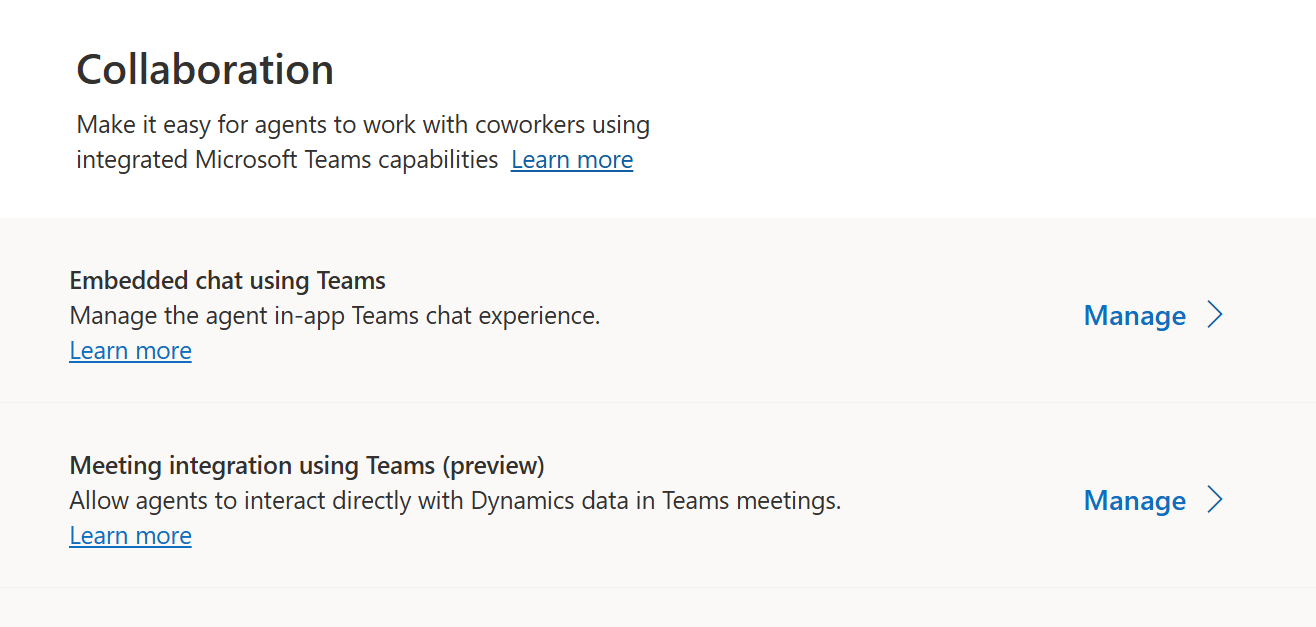 Collaboration
Make it easy for agents to work with coworkers using
integrated Microsoft Teams capabilities Learn more
Embedded chat using Teams
Manage the agent in-app Teams chat experience.
Learn more
Manage
Meeting integration using Teams (preview)
Allow agents to interact directly with Dynamics data in Teams meetings.
Learn more
Manage